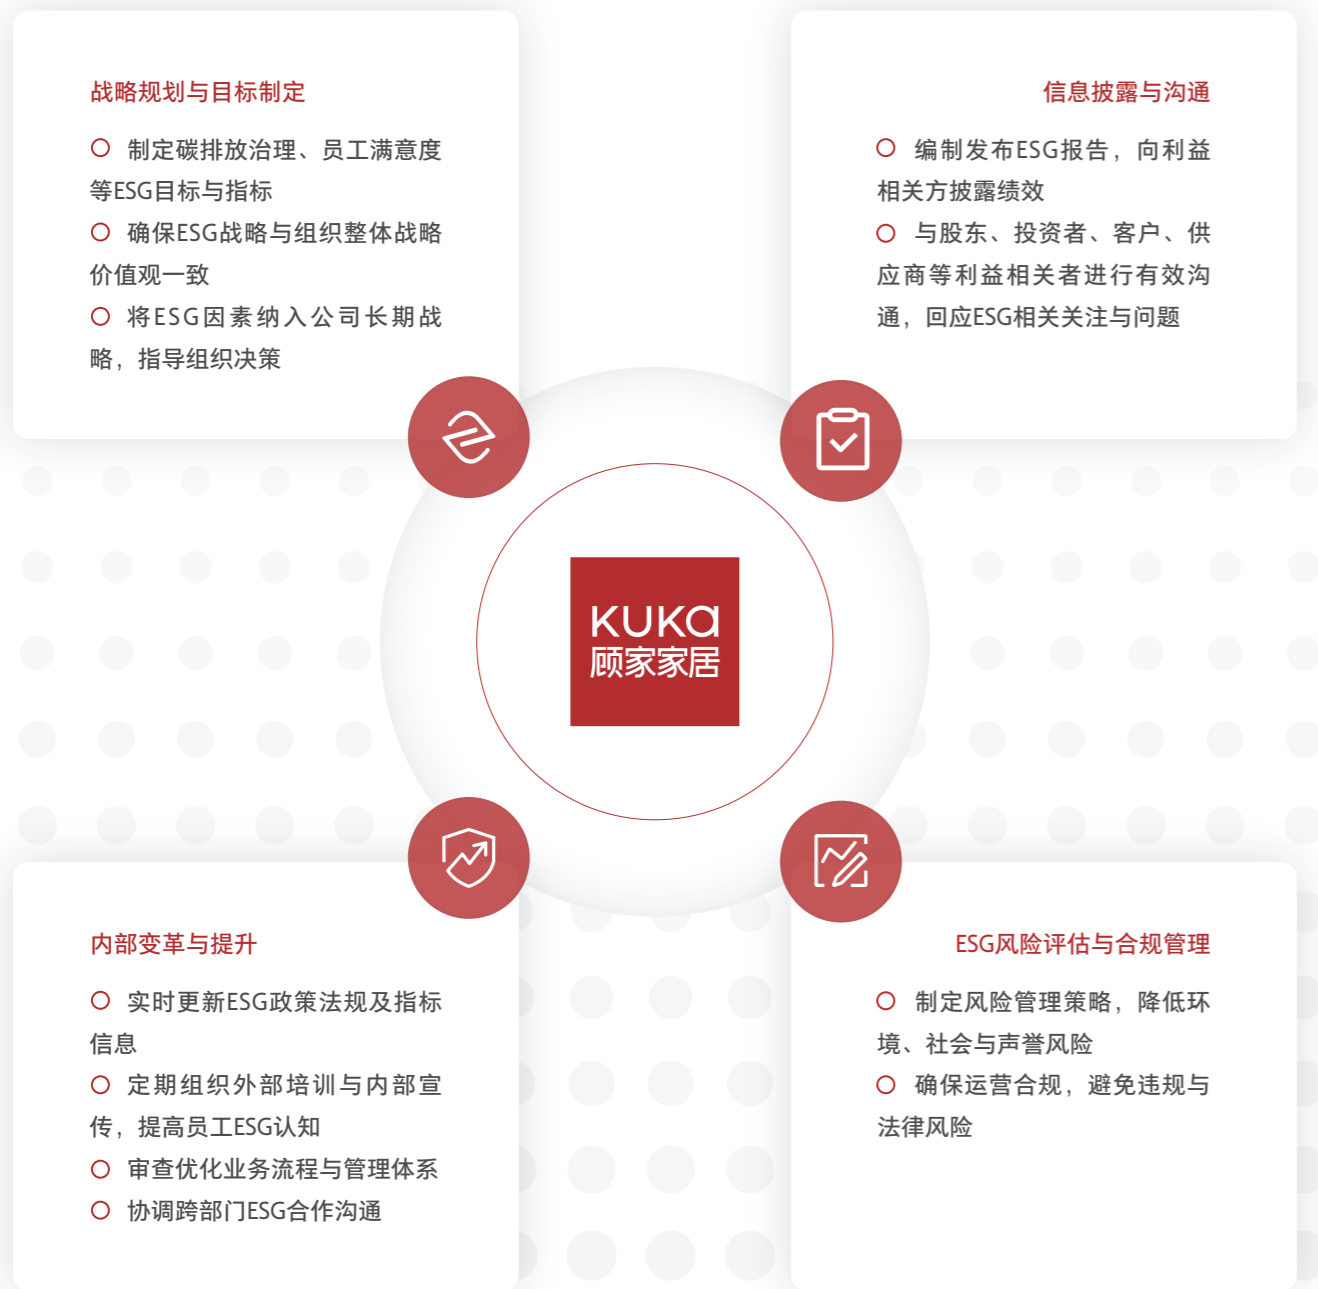 战略规划与目标制定
制定碳排放治理、员工满意度
等ESG目标与指标
确保ESG战略与组织整体战略
价值观一致
将ESG因素纳入公司长期战
略，指导组织决策
信息披露与沟通
编制发布ESG报告，向利益
相关方披露绩效
与股东、投资者、客户、供
应商等利益相关者进行有效沟
通，回应ESG相关关注与问题
KUKa
顾家家居
内部变革与提升
实时更新ESG政策法规及指标
信息
定期组织外部培训与内部宣
传，提高员工ESG认知
审查优化业务流程与管理体系
协调跨部门ESG合作沟通
ESG风险评估与合规管理
制定风险管理策略，降低环
境、社会与声誉风险
确保运营合规，避免违规与
法律风险